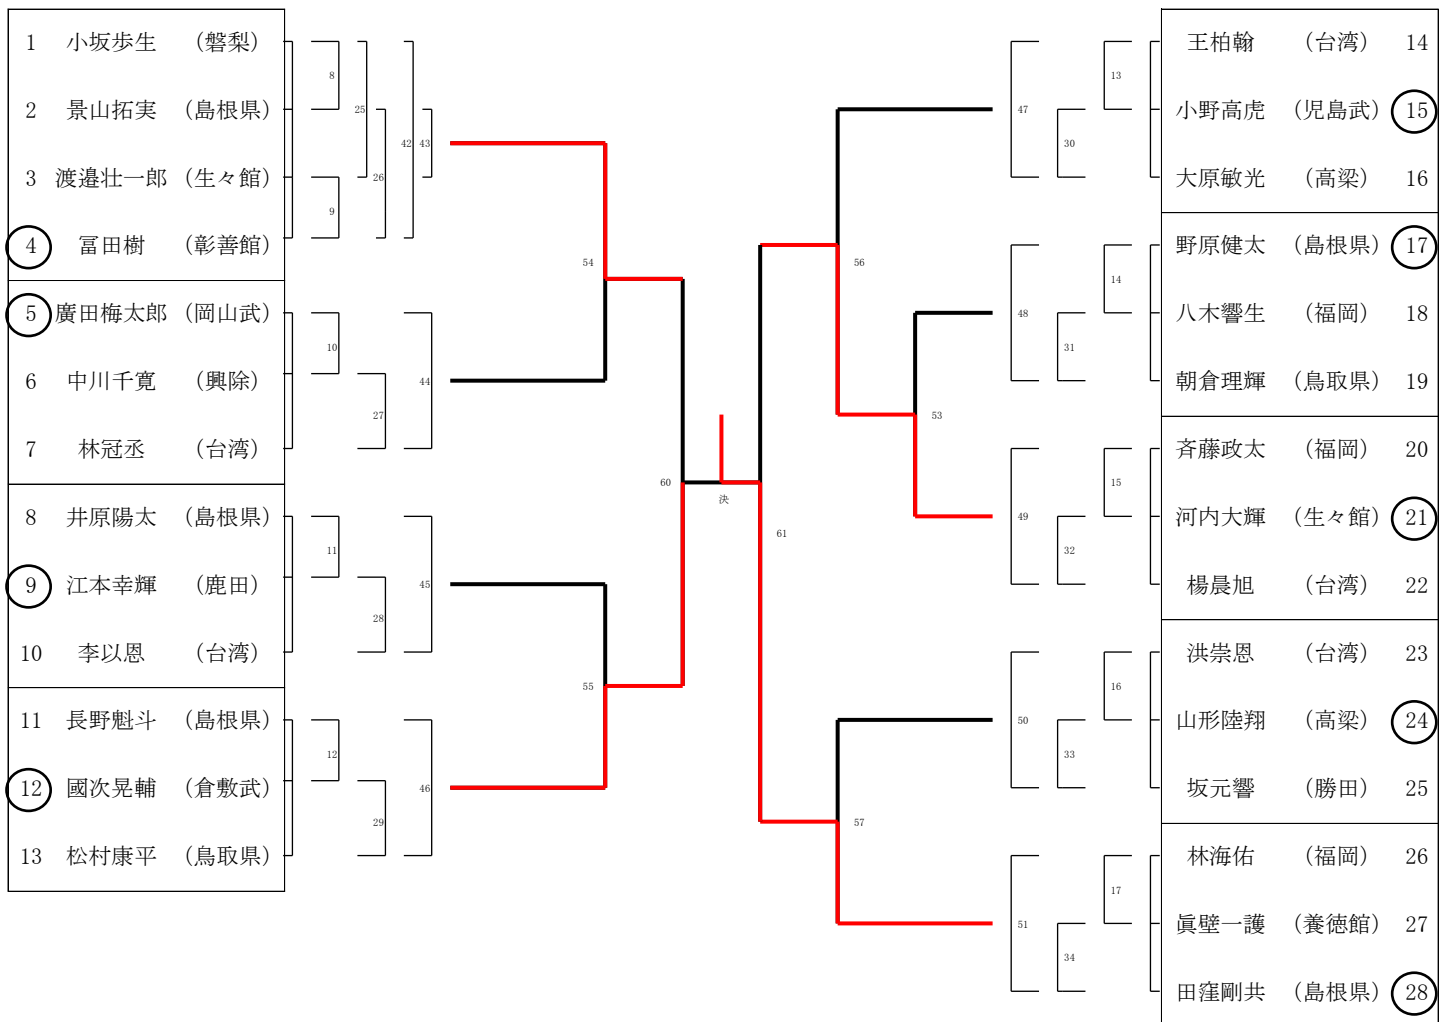 1 小坂歩生 （磐梨）
2 景山拓実 （島根県）
3 渡邉壮一郎 （生々館）
4 冨田樹 （彰善館）
5 廣田梅太郎 （岡山武）
6 中川千寛 （興除）
7 林冠丞 （台湾）
8 井原陽太 （島根県）
9 江本幸輝 （鹿田）
10 李以恩 （台湾）
11 長野魁斗 （島根県）
12 國次晃輔 （倉敷武）
13 松村康平 （鳥取県）
8
9
25
26
42
43
10
27
44
11
28
45
12
29
46
54
55
60
決
61
56
53
57
47
48
49
50
51
13
30
14
31
15
32
16
33
17
34
王柏翰 （台湾） 14
小野高虎 （児島武） 15
大原敏光 （高梁） 16
野原健太 （島根県） 17
八木響生 （福岡） 18
朝倉理輝 （鳥取県） 19
斉藤政太 （福岡） 20
河内大輝 （生々館） 21
楊晨旭 （台湾） 22
洪崇恩 （台湾） 23
山形陸翔 （高梁） 24
坂元響 （勝田） 25
林海佑 （福岡） 26
眞壁一護 （養徳館） 27
田窪剛共 （島根県） 28